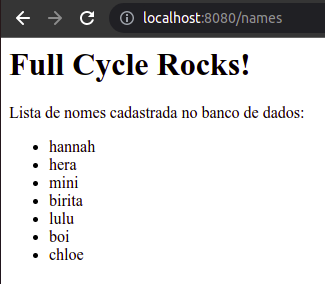 localhost:8080/names
Full Cycle Rocks!
Lista de nomes cadastrada no banco de dados:
hannah
hera
mini
birita
lulu
boi
chloe